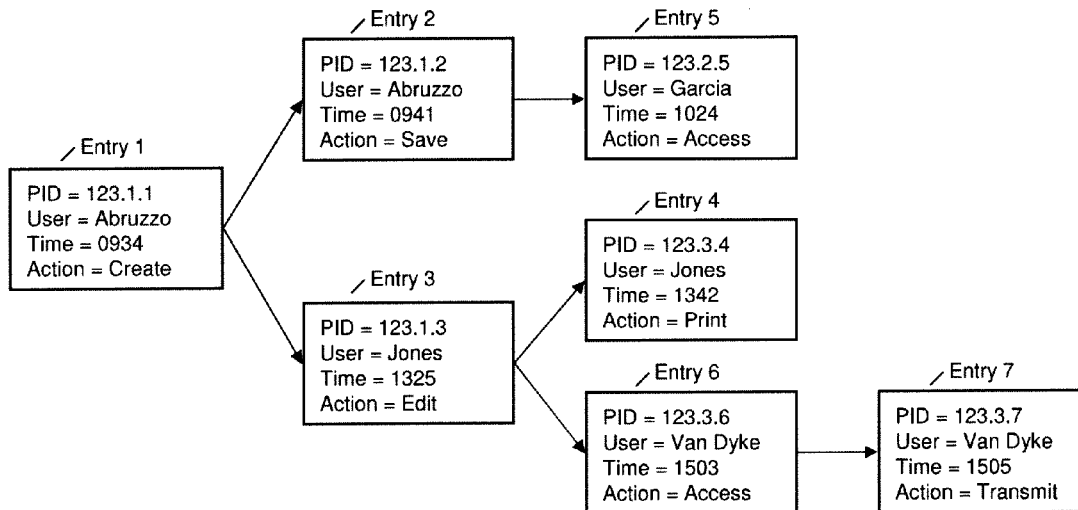 Entry 1
PID = 123.1.1
User = Abruzzo
Time = 0934
Action = Create
Entry 2
PID = 123.1.2
User = Abruzzo
Time = 0941
Action = Save
Entry 5
PID = 123.2.5
User = Garcia
Time = 1024
Action = Access
Entry 3
PID = 123.1.3
User = Jones
Time = 1325
Action = Edit
Entry 4
PID = 123.3.4
User = Jones
Time = 1342
Action = Print
Entry 6
PID = 123.3.6
User = Van Dyke
Time = 1503
Action = Access
Entry 7
PID = 123.3.7
User = Van Dyke
Time = 1505
Action = Transmit